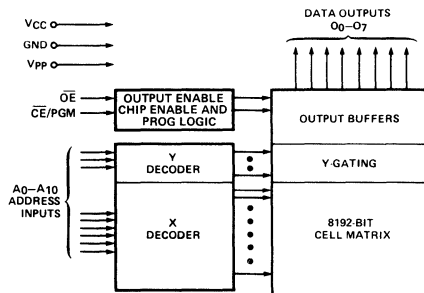 VCC
GND
VPP
DATA OUTPUTS
O0–O7
OE
CE/PGM
OUTPUT ENABLE
CHIP ENABLE AND
PROG LOGIC
OUTPUT BUFFERS
A0–A10
ADDRESS
INPUTS
Y
DECODER
Y-GATING
X
DECODER
8192-BIT
CELL MATRIX